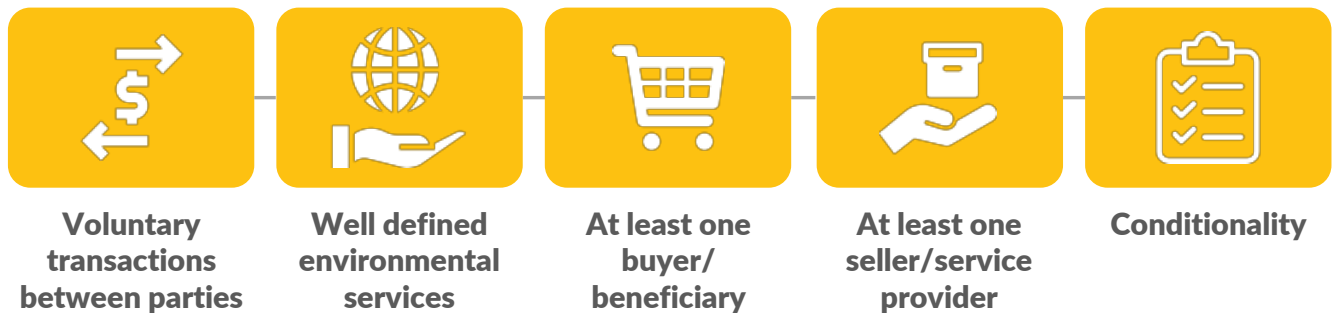 $
Voluntary
transactions
between parties
Well defined
environmental
services
At least one
buyer/
beneficiary
At least one
seller/service
provider
Conditionality